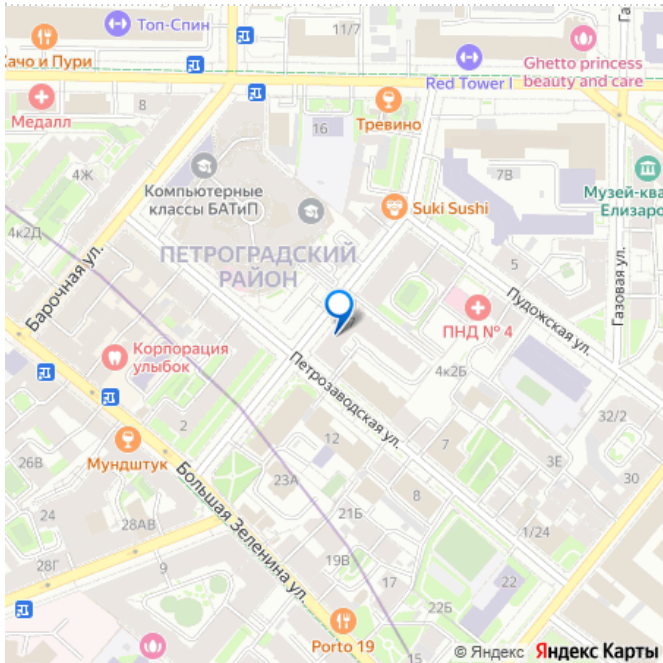 Топ-Спин
11/7
Качо и Пури
Red Tower I
Ghetto princess
beauty and care
Медалл
8
Тревино
16
4Ж
Компьютерные
классы БАТиП
7В
Музей-ква
Елизаро
Suki Sushi
4к2Д
ПЕТРОГРАДСКИЙ
РАЙОН
5
Барочная ул.
Пудожская ул.
Газовая ул.
ПНД № 4
Корпорация
улыбок
Петрозаводская ул.
4к2Б
2
12
7
32/2
Мундштук
26В
3Е
30
Большая Зеленина ул.
23А
8
24
28АВ
21Б
1/24
28Г
9
19В
17
22
22Б
Porto 19
15
© Яндекс Яндекс Карты